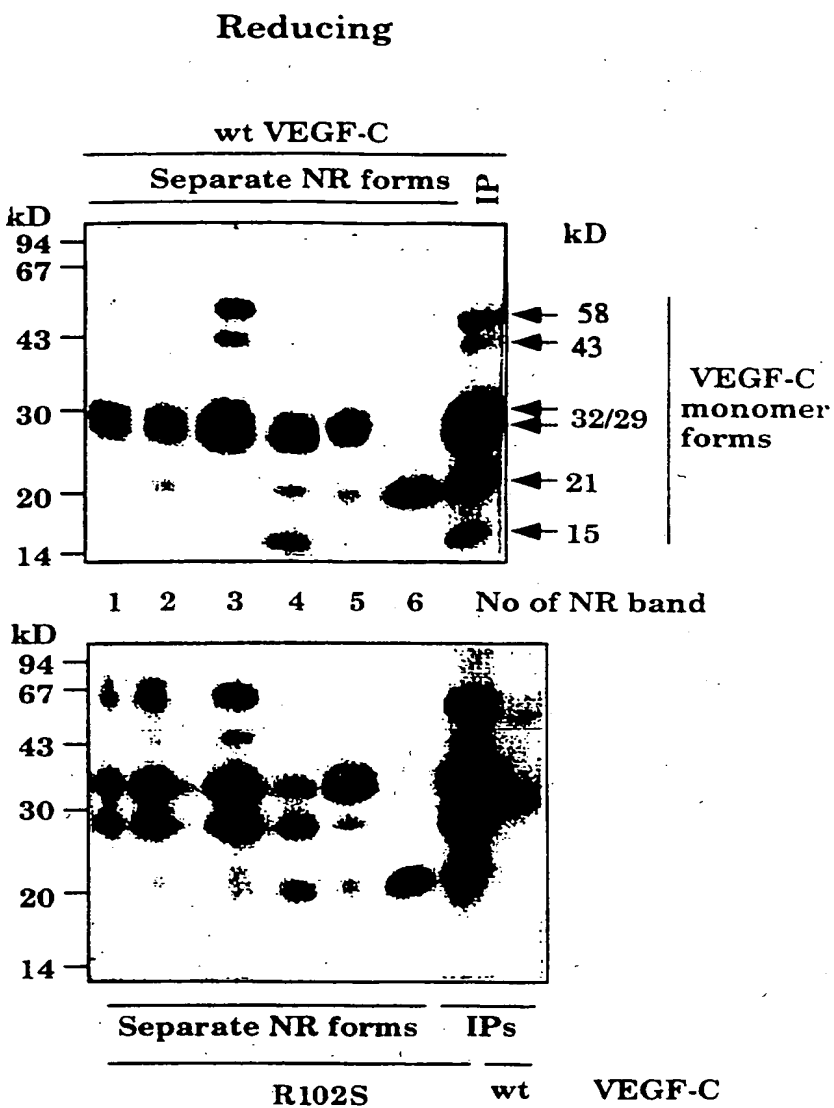 Reducing
wt VEGF-C
Separate NR forms IP
kD
94
67
43
30
20
14
kD
58
43
32/29
21
15
VEGF-C
monomer
forms
1 2 3 4 5 6 No of NR band
kD
94
67
43
30
20
14
Separate NR forms IPs
R102S wt VEGF-C